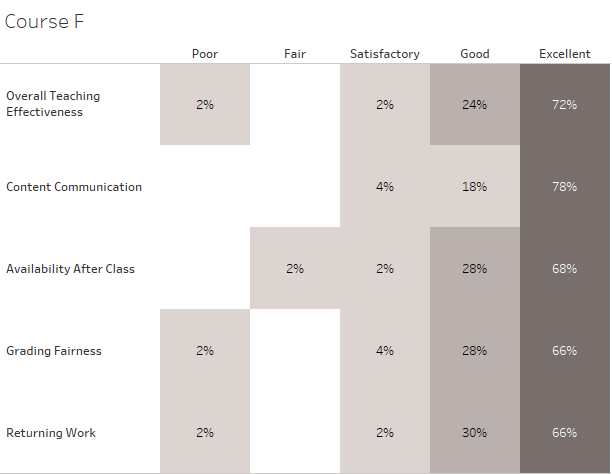 Course F
Poor Fair Satisfactory Good Excellent
Overall Teaching
Effectiveness 2% 2% 24% 72%
Content Communication 4% 18% 78%
Availability After Class 2% 2% 28% 68%
Grading Fairness 2% 4% 28% 66%
Returning Work 2% 2% 30% 66%